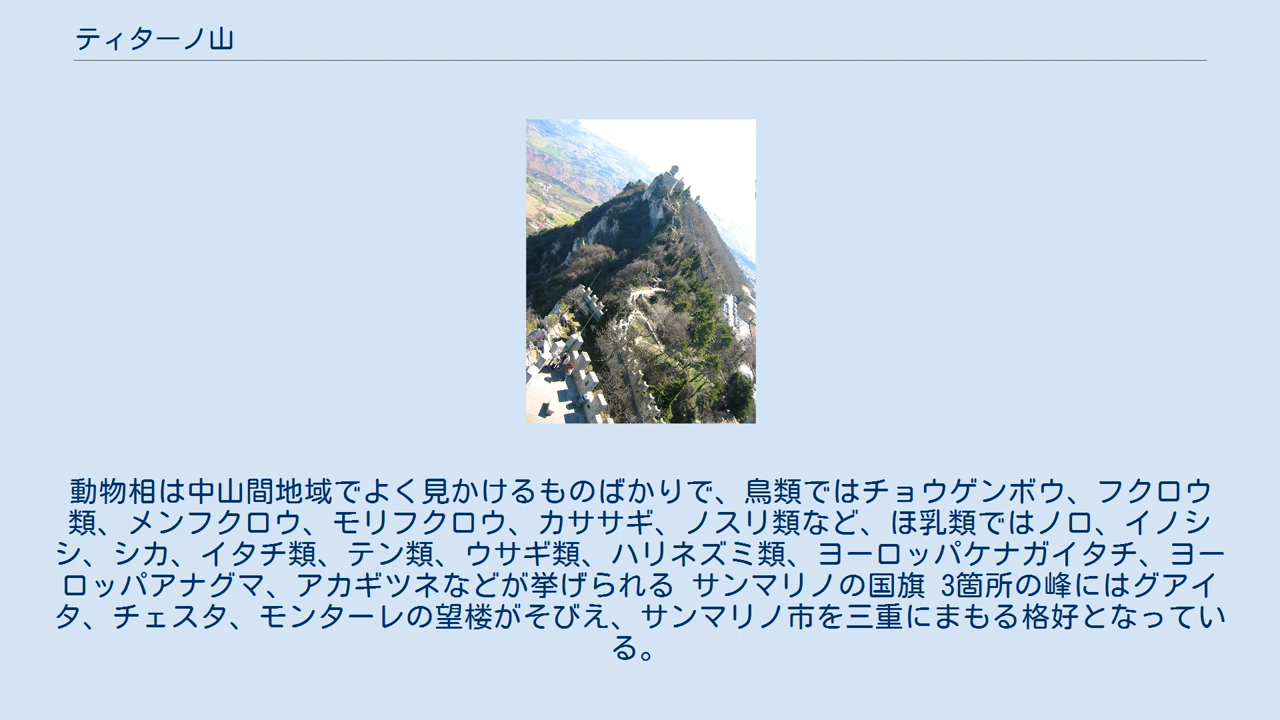 ティターノ山
動物相は中山間地域でよく見かけるものばかりで、鳥類ではチョウゲンボウ、フクロウ
類、メンフクロウ、モリフクロウ、カササギ、ノスリ類など、ほ乳類ではノロ、イノシ
シ、シカ、イタチ類、テン類、ウサギ類、ハリネズミ類、ヨーロッパケナガイタチ、ヨー
ロッパアナグマ、アカギツネなどが挙げられる サンマリノの国旗 3箇所の峰にはグアイ
タ、チェスタ、モンターレの望楼がそびえ、サンマリノ市を三重にまもる格好となってい
る。